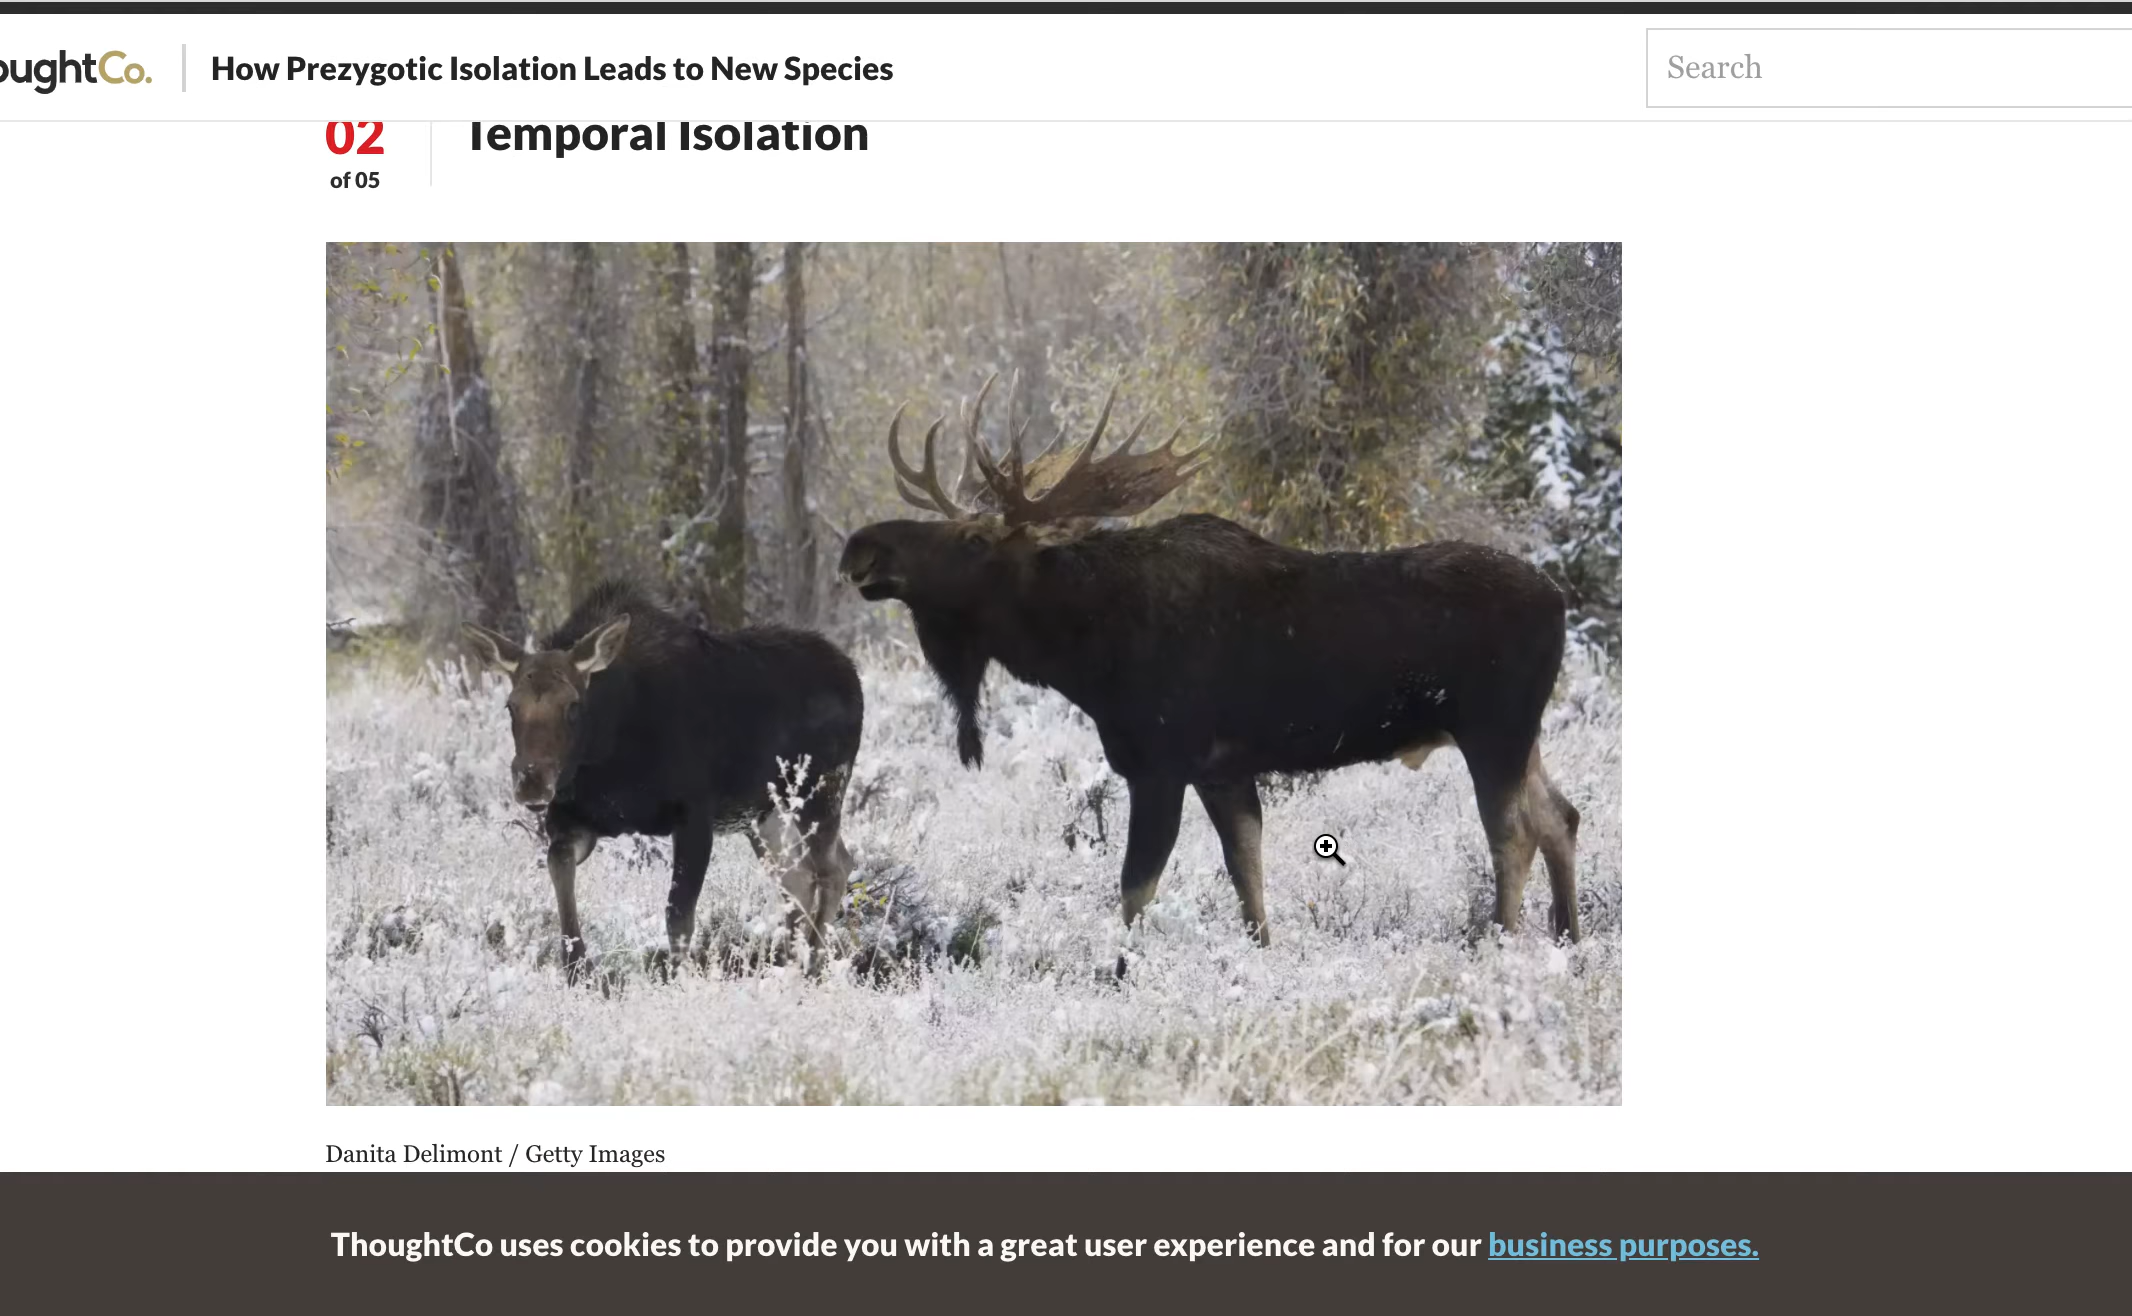 oughtCo.
How Prezygotic Isolation Leads to New Species
Search
02
of 05
Temporal Isolation
Danita Delimont / Getty Images
ThoughtCo uses cookies to provide you with a great user experience and for our business purposes.